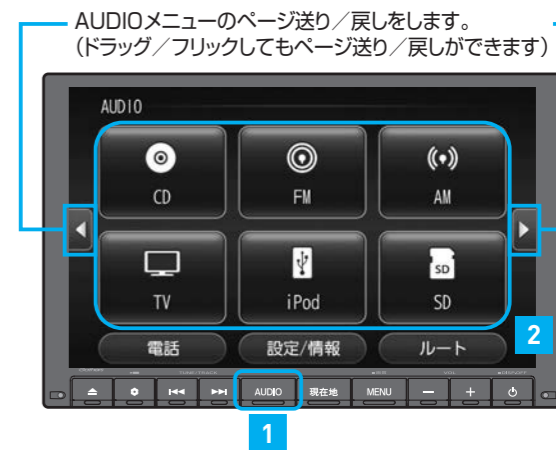 AUDIOメニューのページ送り／戻しをします。
（ドラッグ／フリックしてもページ送り／戻しができます）
AUDIO
CD
FM
AM
TV
iPod
SD
SD
電話
設定/情報
ルート
2
AUDIO
現在地
MENU
1